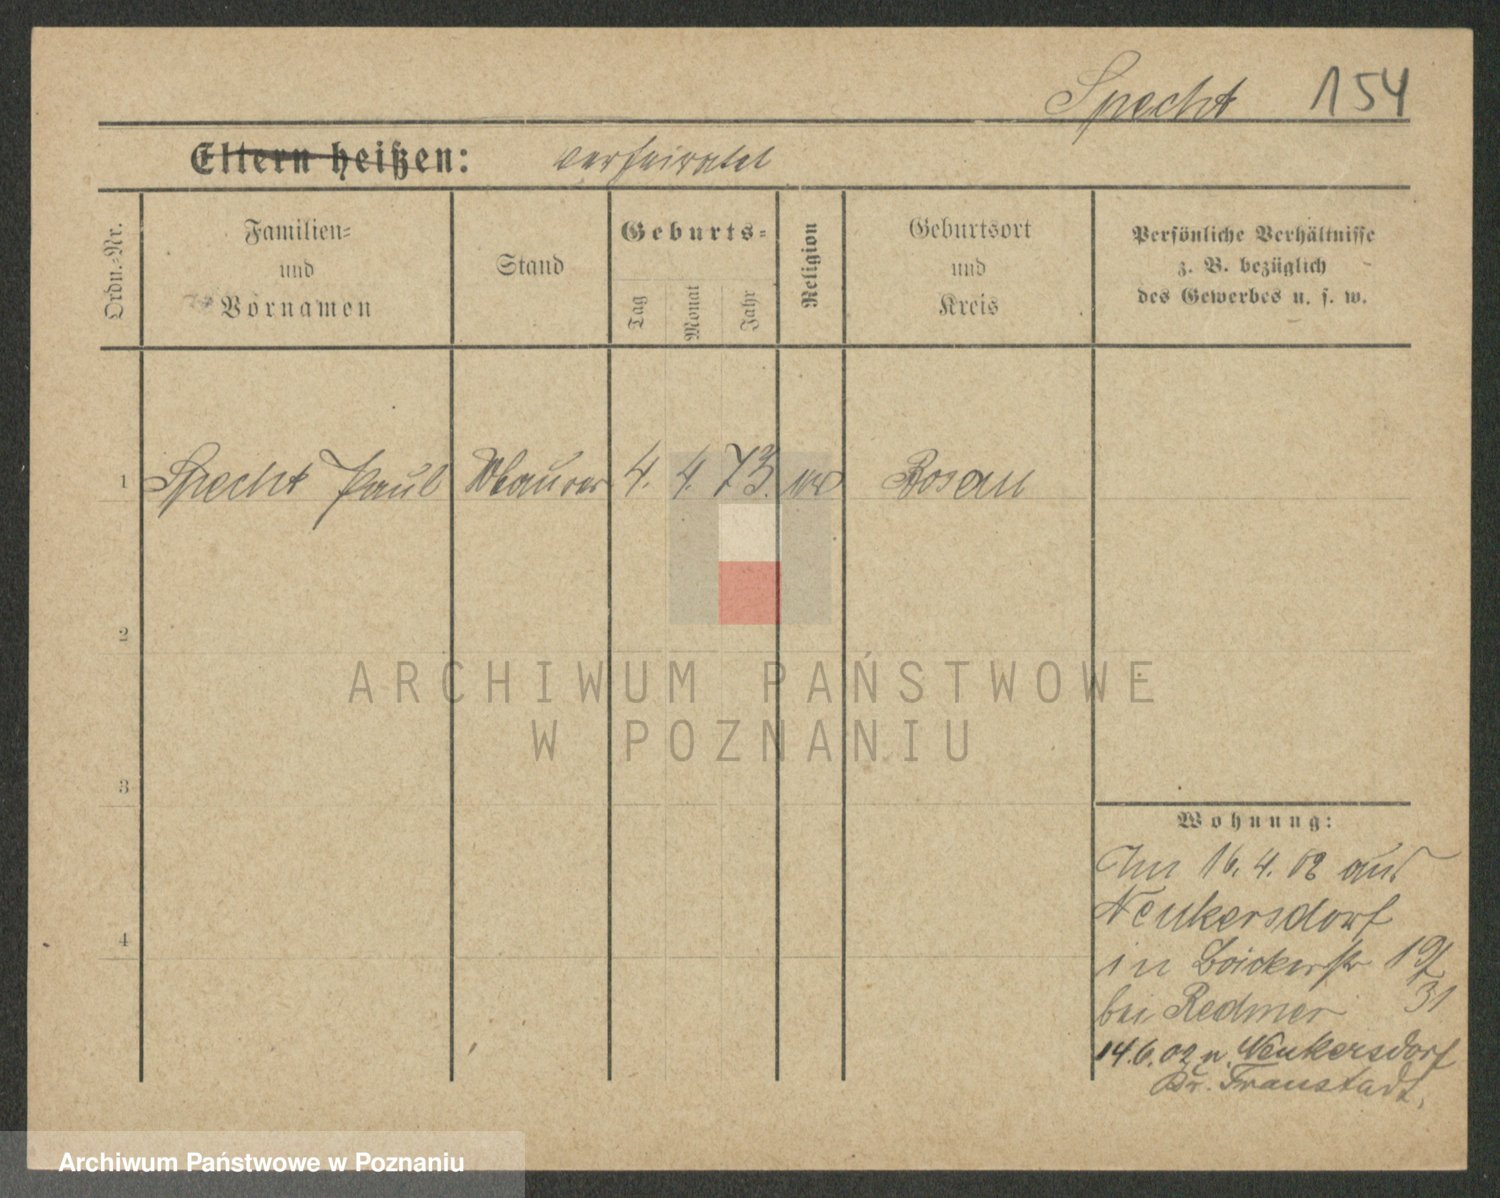 Specht 154
Eltern heißen: verheiratet
Ordn.-Nr.
Familien-
und
Vornamen
Stand
Geburts-
Tag
Monat
Jahr
Religion
Geburtsort
und
Kreis
Persönliche Verhältnisse
z. B. bezüglich
des Gewerbes u. s. w.
1 Specht Paul Maurer 4. 4. 73. Rosau
2
ARCHIWUM PAŃSTWOWE
W POZNANIU
3
Wohnung:
Am 16. 4. 02 aus
Neukersdorf
4
in 19/31
bei Redmer
14.6.02 n. Neukersdorf
Kr. Fraustadt.
Archiwum Państwowe w Poznaniu